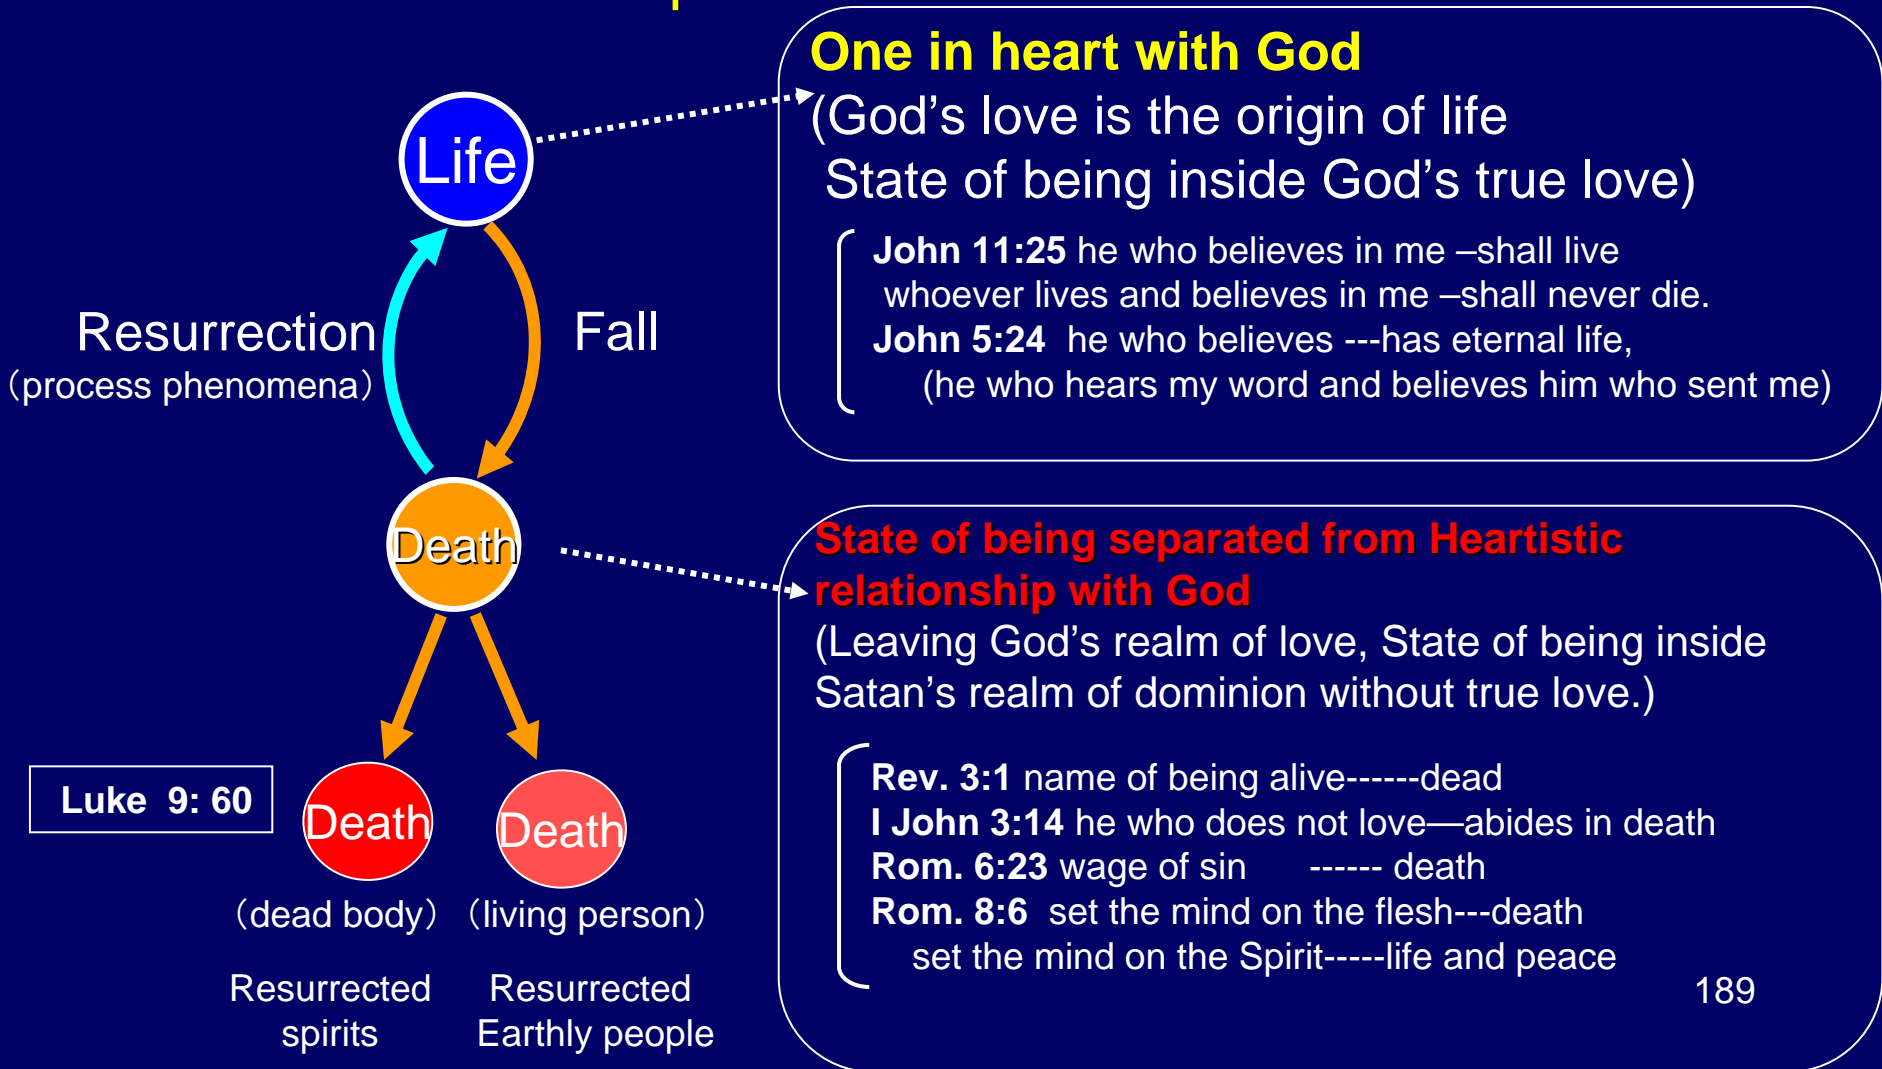 One in heart with God
(God’s love is the origin of life
State of being inside God’s true love)
John 11:25 he who believes in me –shall live
whoever lives and believes in me –shall never die.
John 5:24 he who believes ---has eternal life,
(he who hears my word and believes him who sent me)
Life
Resurrection
（process phenomena）
Fall
Death
State of being separated from Heartistic
relationship with God
(Leaving God’s realm of love, State of being inside
Satan’s realm of dominion without true love.)
Rev. 3:1 name of being alive------dead
I John 3:14 he who does not love—abides in death
Rom. 6:23 wage of sin ------ death
Rom. 8:6 set the mind on the flesh---death
set the mind on the Spirit-----life and peace
Luke 9: 60
Death
（dead body）
Resurrected
spirits
Death
（living person）
Resurrected
Earthly people
189